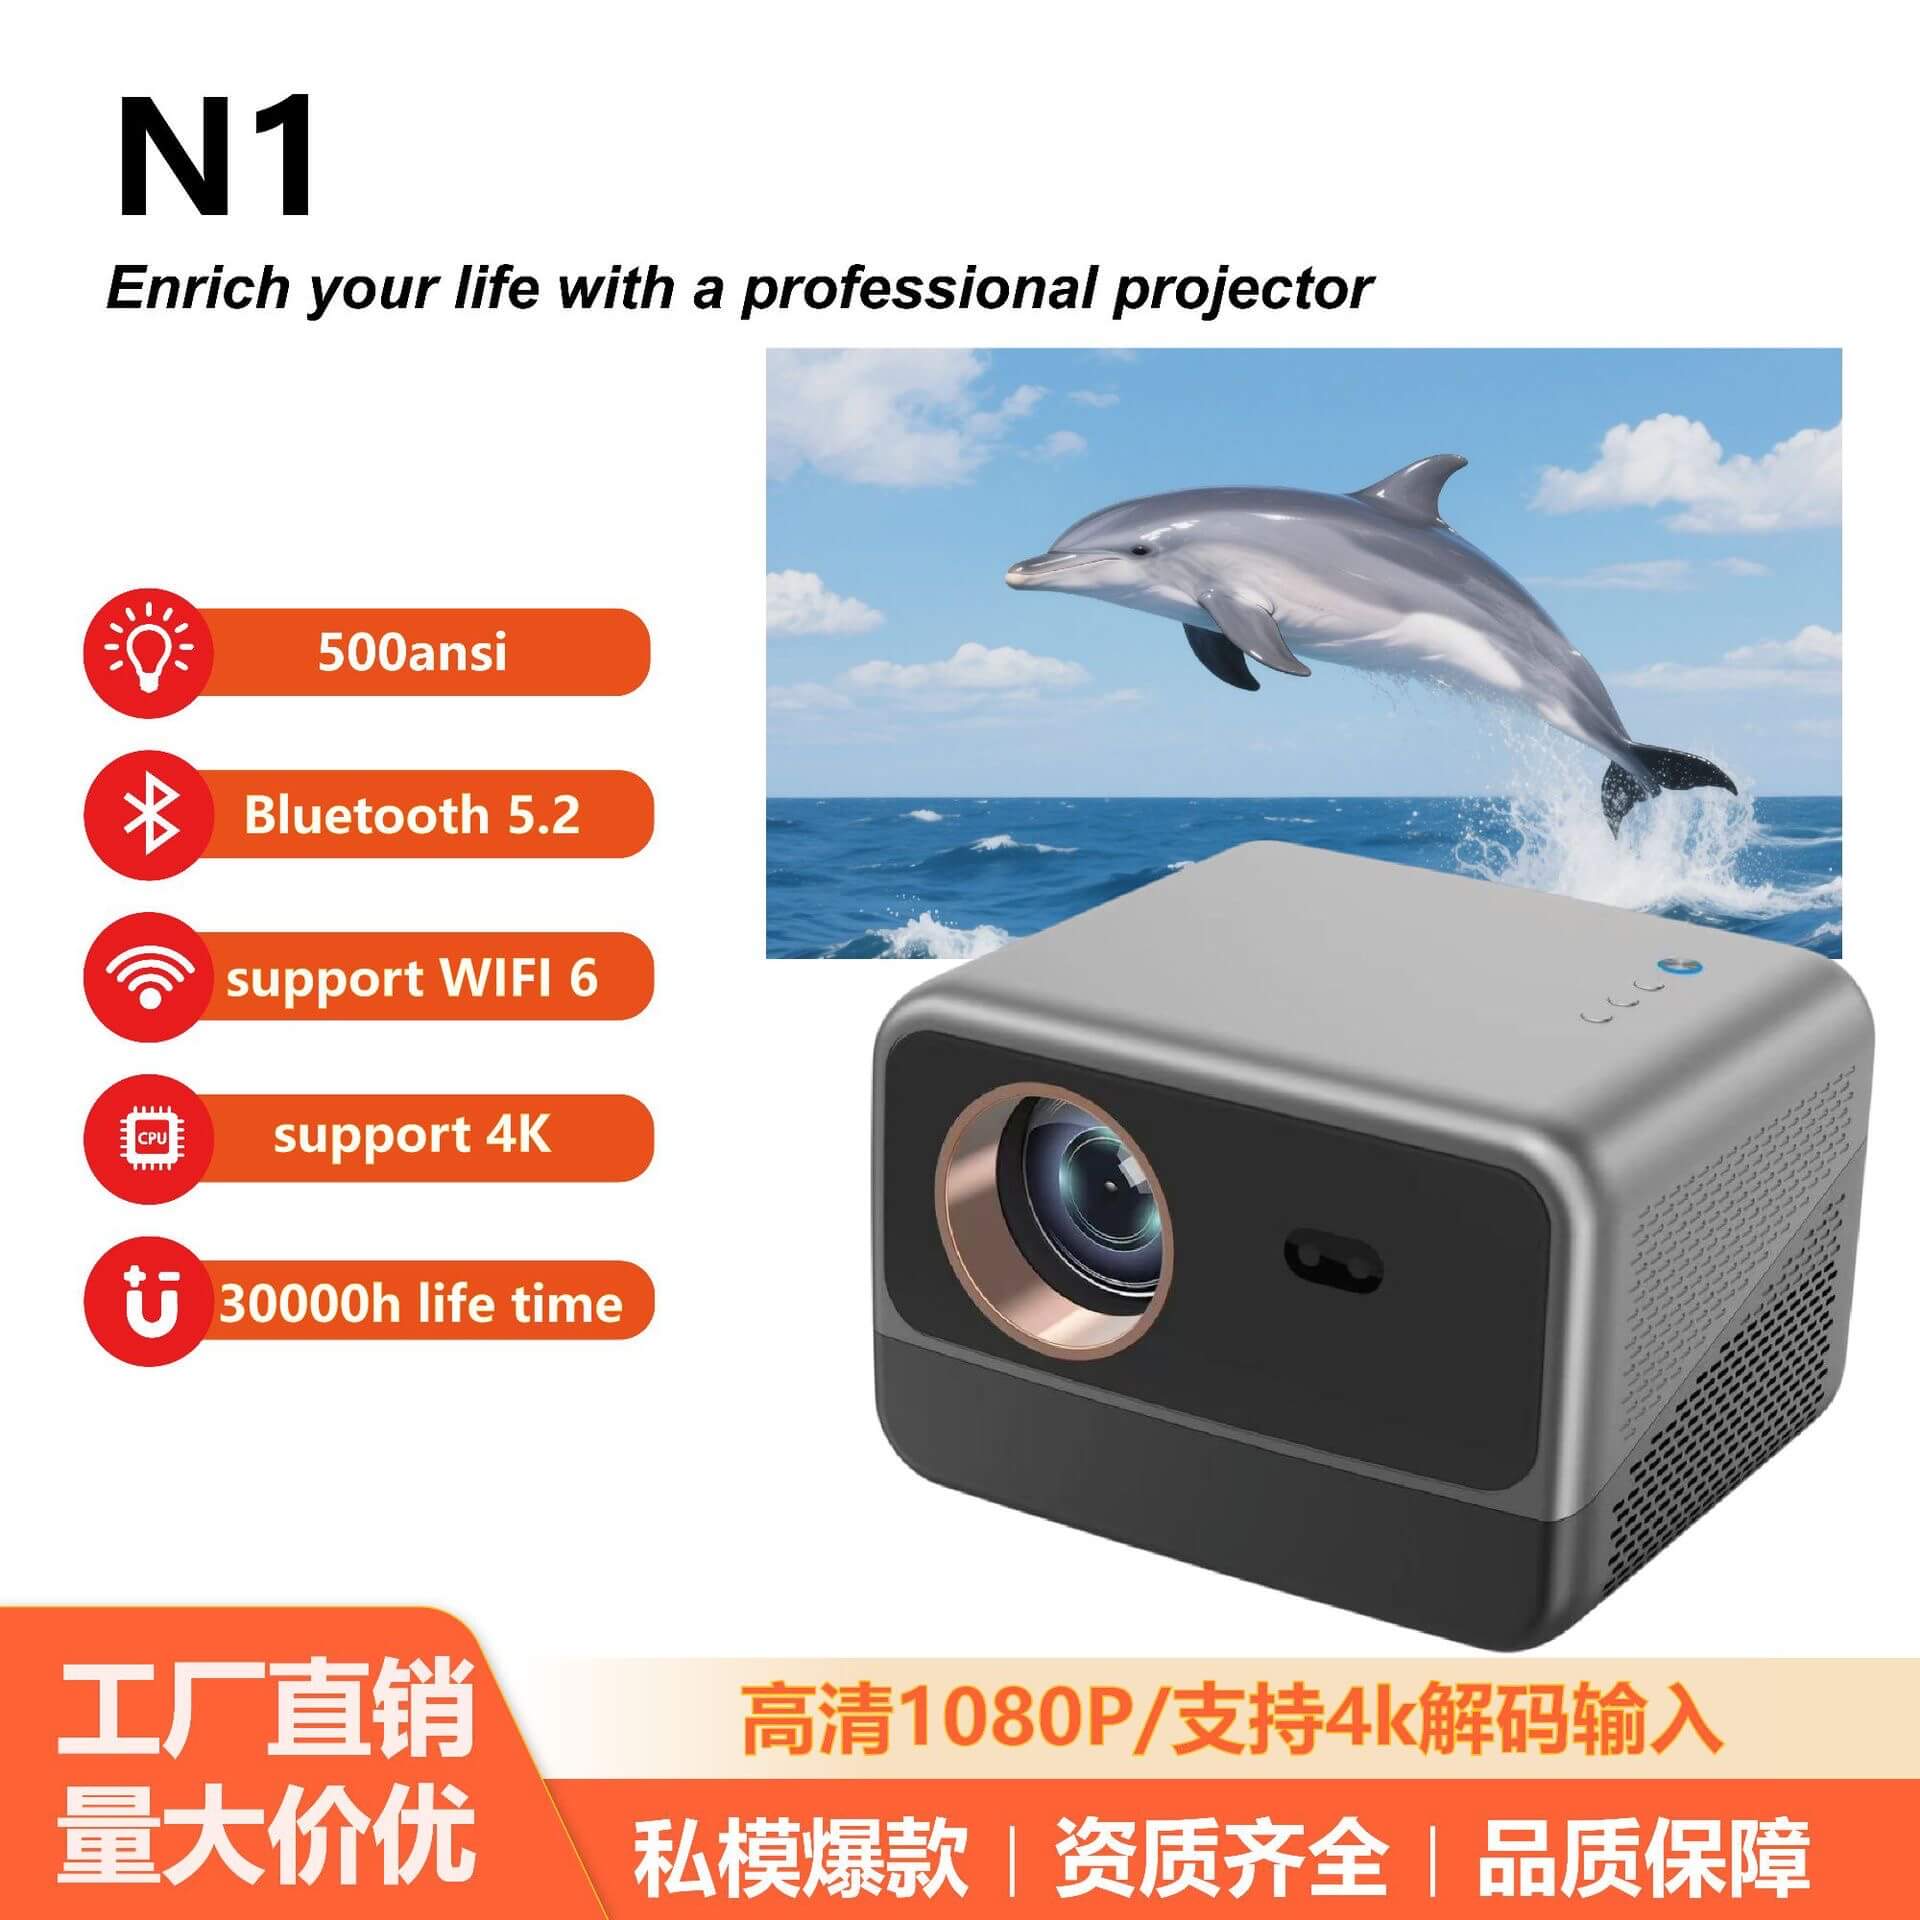 N1
Enrich your life with a professional projector
500ansi
Bluetooth 5.2
support WIFI 6
CPU
support 4K
30000h life time
工厂直销
量大价优
高清1080P/支持4k解码输入
私模爆款 | 资质齐全 | 品质保障